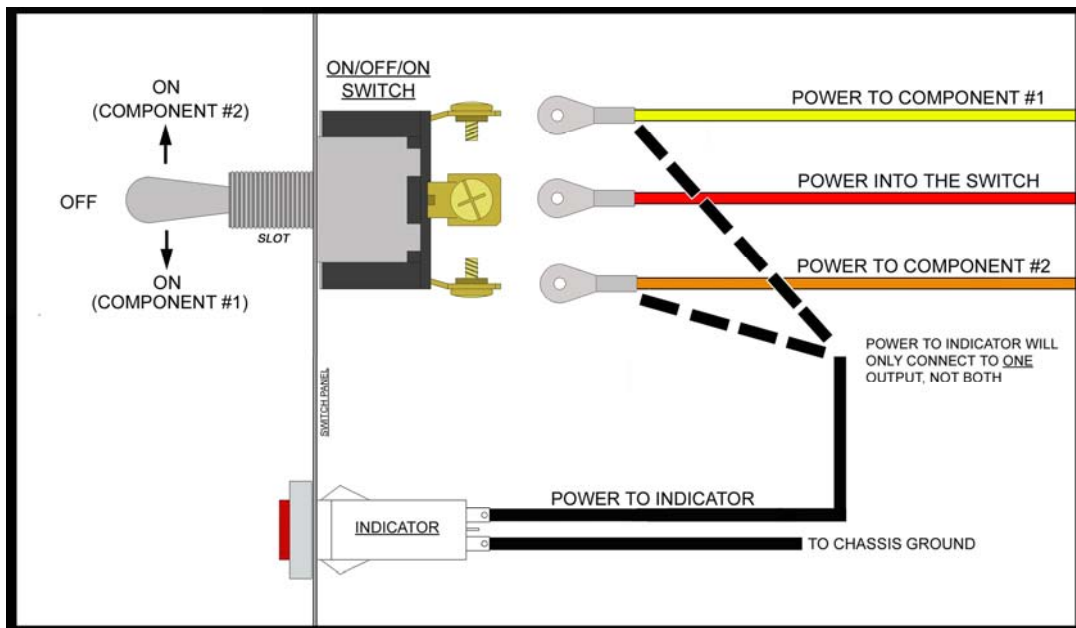 ON/OFF/ON
SWITCH
ON
(COMPONENT #2)
OFF
SLOT
ON
(COMPONENT #1)
POWER TO COMPONENT #1
POWER INTO THE SWITCH
POWER TO COMPONENT #2
POWER TO INDICATOR WILL
ONLY CONNECT TO ONE
OUTPUT, NOT BOTH
SWITCH PANEL
POWER TO INDICATOR
INDICATOR
TO CHASSIS GROUND